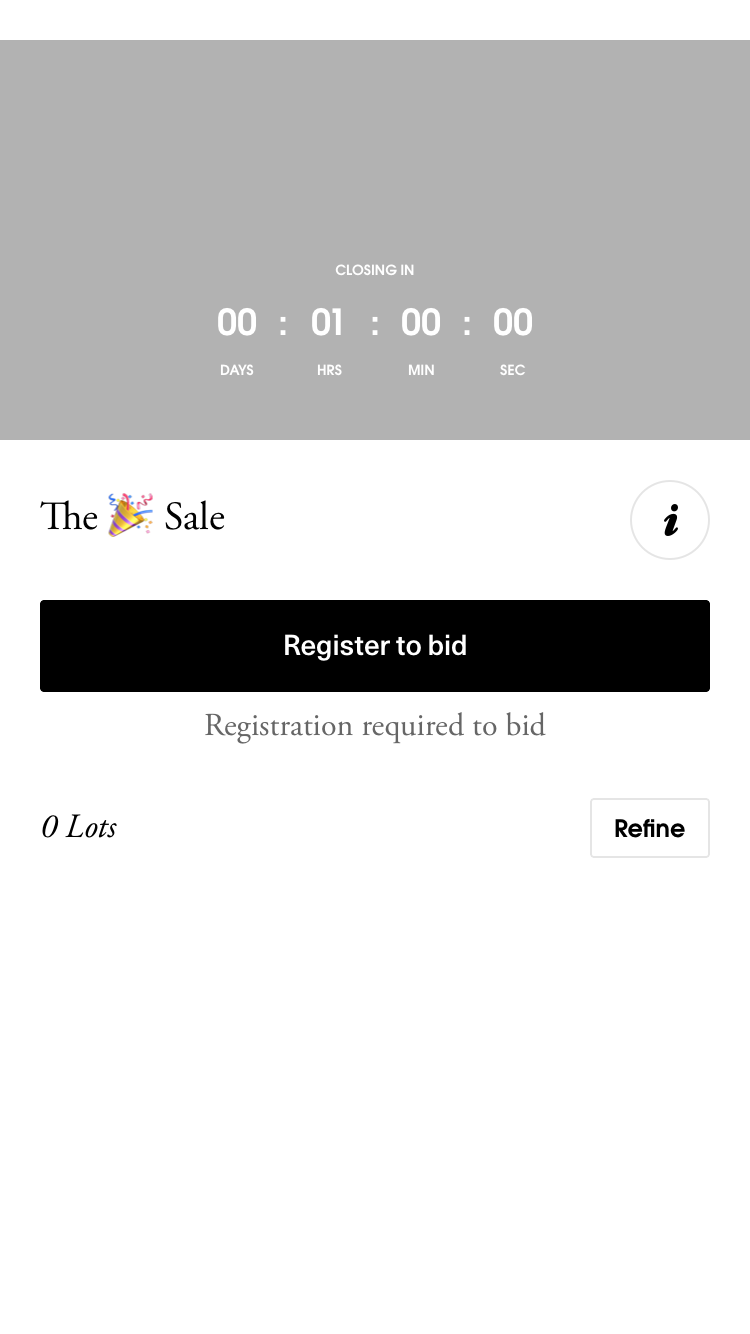 CLOSING IN
00 : 01 : 00 : 00
DAYS HRS MIN SEC
The 🎉 Sale
i
Register to bid
Registration required to bid
0 Lots
Refine